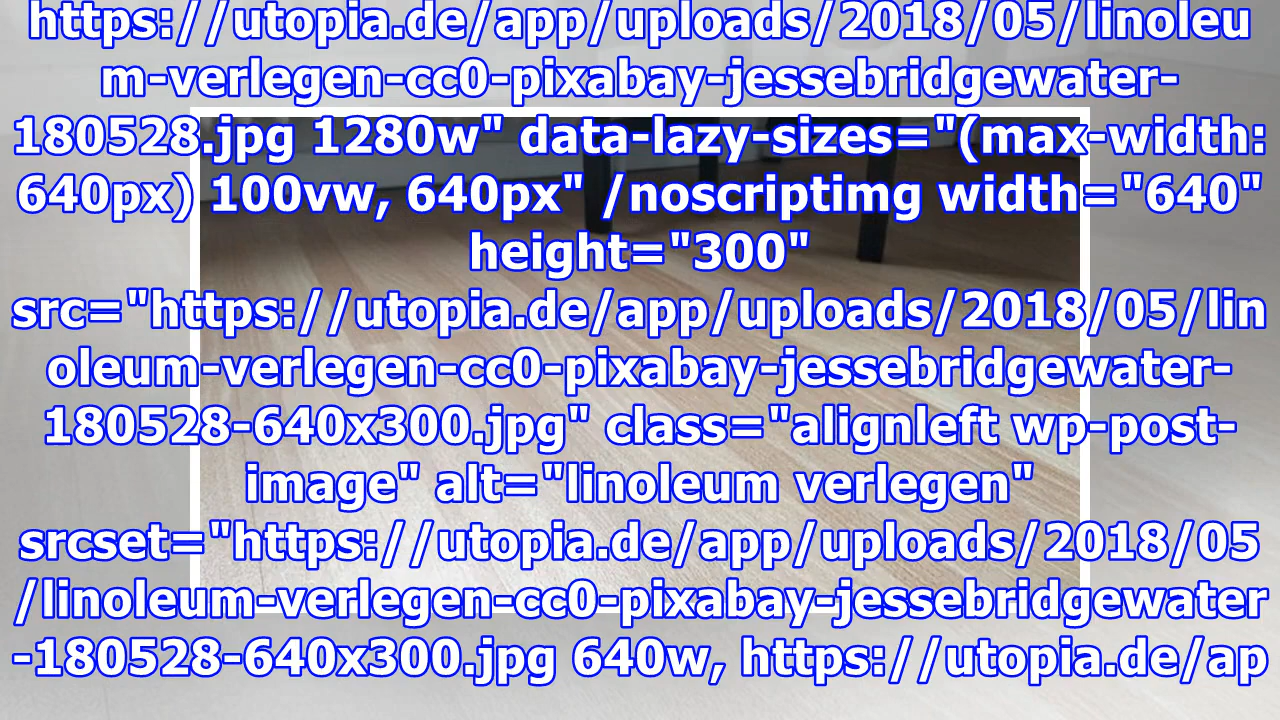 https://utopia.de/app/uploads/2018/05/linoleu
m-verlegen-cc0-pixabay-jessebridgewater-
180528.jpg 1280w" data-lazy-sizes="(max-width:
640px) 100vw, 640px" /noscriptimg width="640"
height="300"
src="https://utopia.de/app/uploads/2018/05/lin
oleum-verlegen-cc0-pixabay-jessebridgewater-
180528-640x300.jpg" class="alignleft wp-post-
image" alt="linoleum verlegen"
srcset="https://utopia.de/app/uploads/2018/05
/linoleum-verlegen-cc0-pixabay-jessebridgewater
-180528-640x300.jpg 640w, https://utopia.de/ap